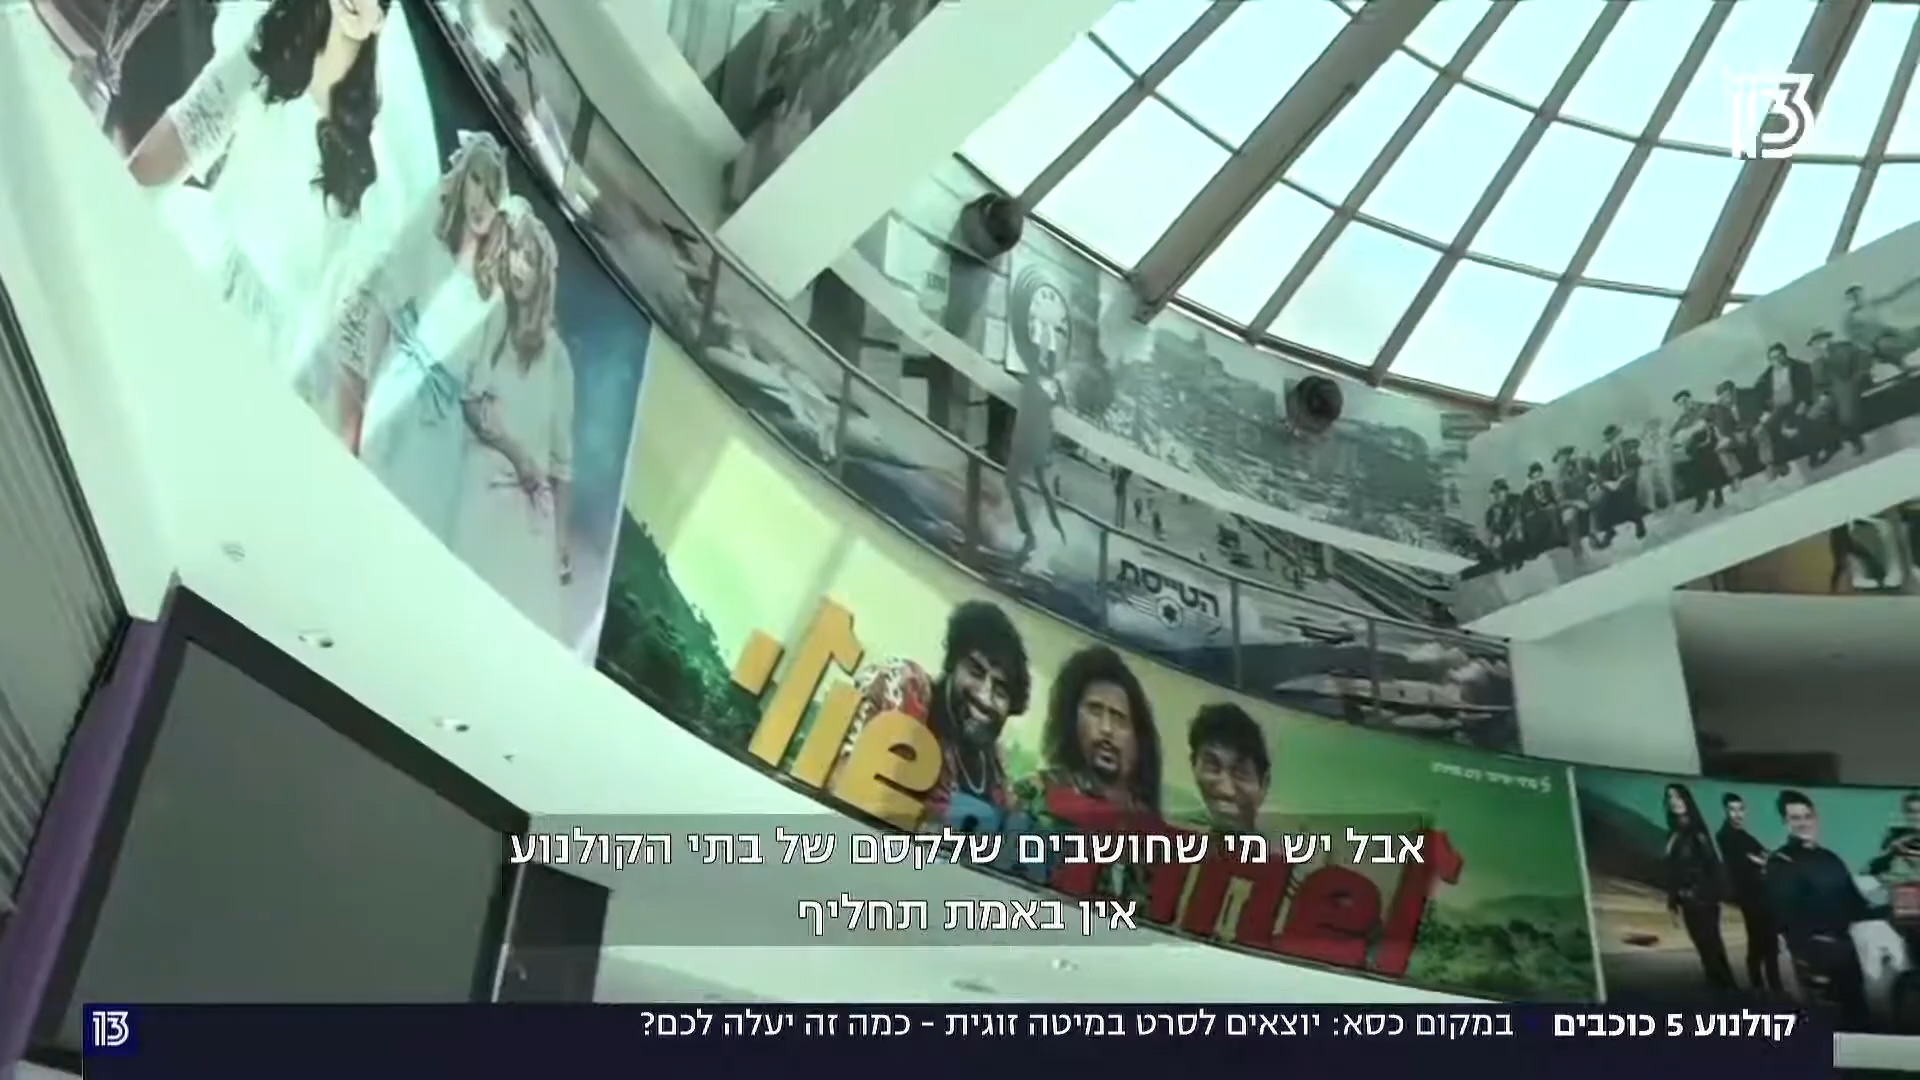 13
הטייסת
אבל יש מי שחושבים שלקסם של בתי הקולנוע
אין באמת תחליף
קולנוע 5 כוכבים במקום כסא: יוצאים לסרט במיטה זוגית - כמה זה יעלה לכם?
13